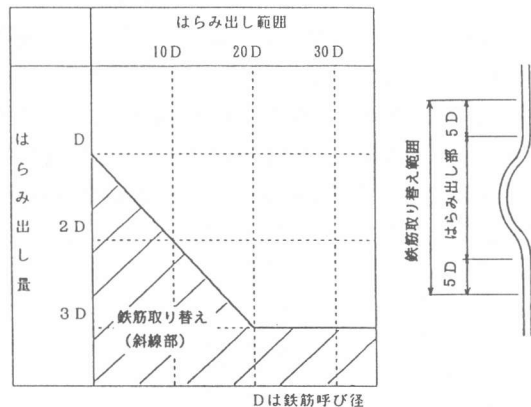 はらみ出し範囲
10D 20D 30D
はらみ出し量
D
2D
3D
鉄筋取り替え
(斜線部)
Dは鉄筋呼び径
鉄筋取り替え範囲
5D
はらみ出し部
5D